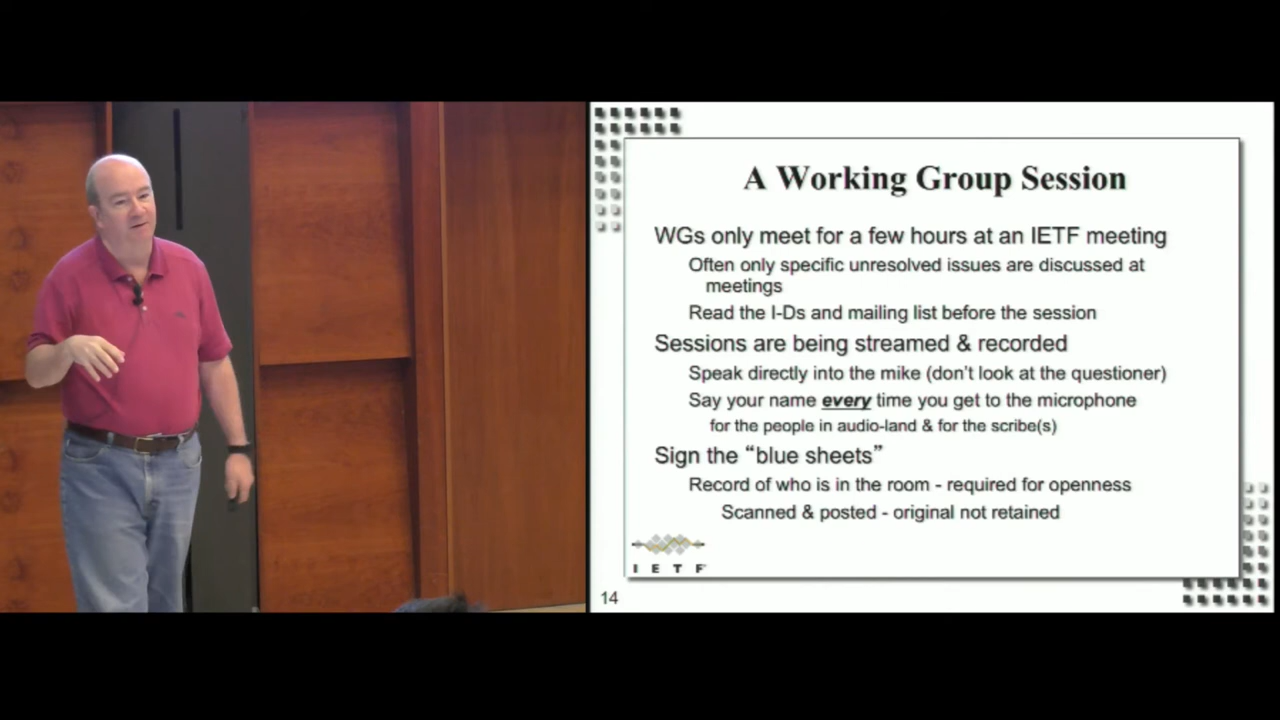 A Working Group Session
WGs only meet for a few hours at an IETF meeting
Often only specific unresolved issues are discussed at
meetings
Read the I-Ds and mailing list before the session
Sessions are being streamed & recorded
Speak directly into the mike (don't look at the questioner)
Say your name every time you get to the microphone
for the people in audio-land & for the scribe(s)
Sign the “blue sheets”
Record of who is in the room - required for openness
Scanned & posted - original not retained
I E T F
14